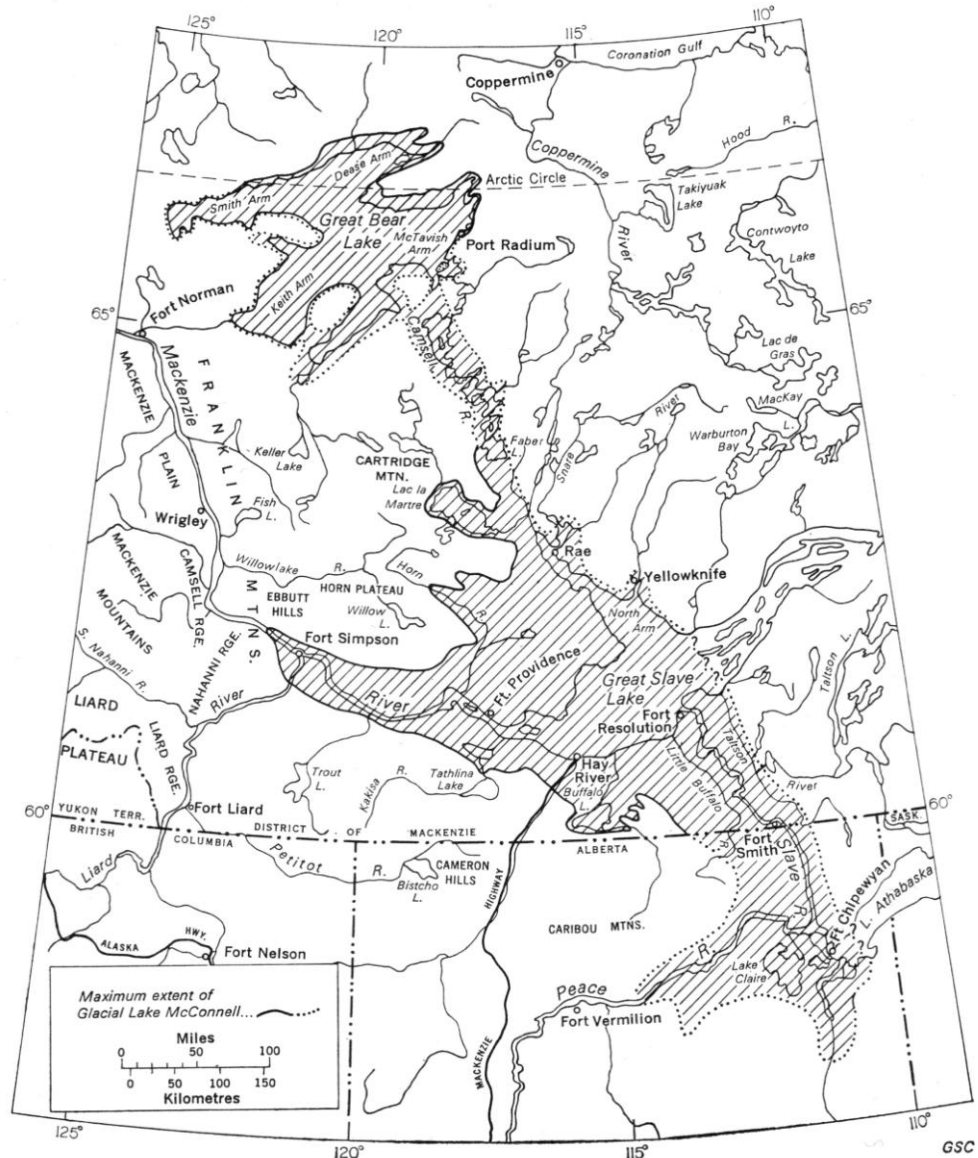 125°
120°
115°
110°
Coronation Gulf
Coppermine
Hood R.
Coppermine
Dease Arm
Arctic Circle
Takiyuak
Lake
Smith Arm
Great Bear
Lake
McTavish
Arm
Port Radium
River
Contwoyto
Lake
Keith Arm
Fort Norman
65°
65°
Camsell
R.
Lac de
Gras
MACKENZIE
PLAIN
Mackenzie
FRANKLIN
MTNS.
MacKay
L.
Warburton
Bay
River
Snare
Faber
L.
Keller
Lake
CARTRIDGE
MTN.
Lac la
Martre
Fish
L.
Wrigley
Rae
Yellowknife
Willowlake R.
Horn
R.
MACKENZIE
MOUNTAINS
CAMSELL RGE.
EBBUTT
HILLS
HORN PLATEAU
Willow
L.
North
Arm
Fort Simpson
NAHANNI RGE.
S. Nahanni R.
River
River
Ft. Providence
Great Slave
Lake
Taltson L.
LIARD
PLATEAU
LIARD RGE.
Fort
Resolution
Taltson
River
Hay
River
Buffalo
L.
Little
Buffalo
R.
Trout
L.
Kakisa
R.
Tathlina
Lake
60°
60°
Fort Liard
YUKON TERR.
DISTRICT OF MACKENZIE
BRITISH COLUMBIA
ALBERTA
SASK.
Fort
Smith
Slave
R.
Liard
Petitot
R.
Bistcho
L.
CAMERON
HILLS
HIGHWAY
CARIBOU MTNS.
Ft Chipewyan
L. Athabaska
ALASKA
HWY.
Fort Nelson
R.
Lake
Claire
Peace
Fort Vermilion
MACKENZIE
Maximum extent of
Glacial Lake McConnell...
Miles
0 50 100
0 50 100 150
Kilometres
125°
120°
115°
110°
GSC